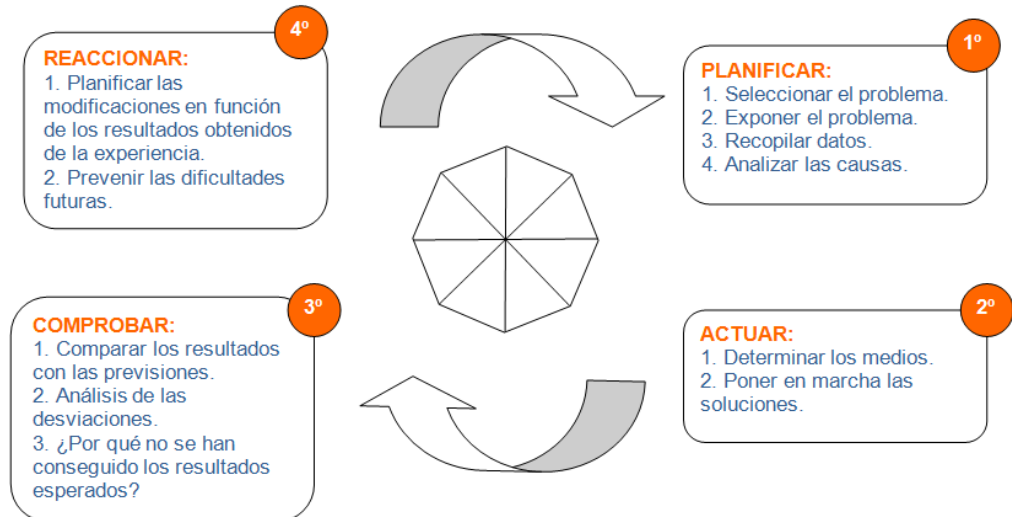 1º
PLANIFICAR:
1. Seleccionar el problema.
2. Exponer el problema.
3. Recopilar datos.
4. Analizar las causas.
2º
ACTUAR:
1. Determinar los medios.
2. Poner en marcha las
soluciones.
3º
COMPROBAR:
1. Comparar los resultados
con las previsiones.
2. Análisis de las
desviaciones.
3. ¿Por qué no se han
conseguido los resultados
esperados?
4º
REACCIONAR:
1. Planificar las
modificaciones en función
de los resultados obtenidos
de la experiencia.
2. Prevenir las dificultades
futuras.